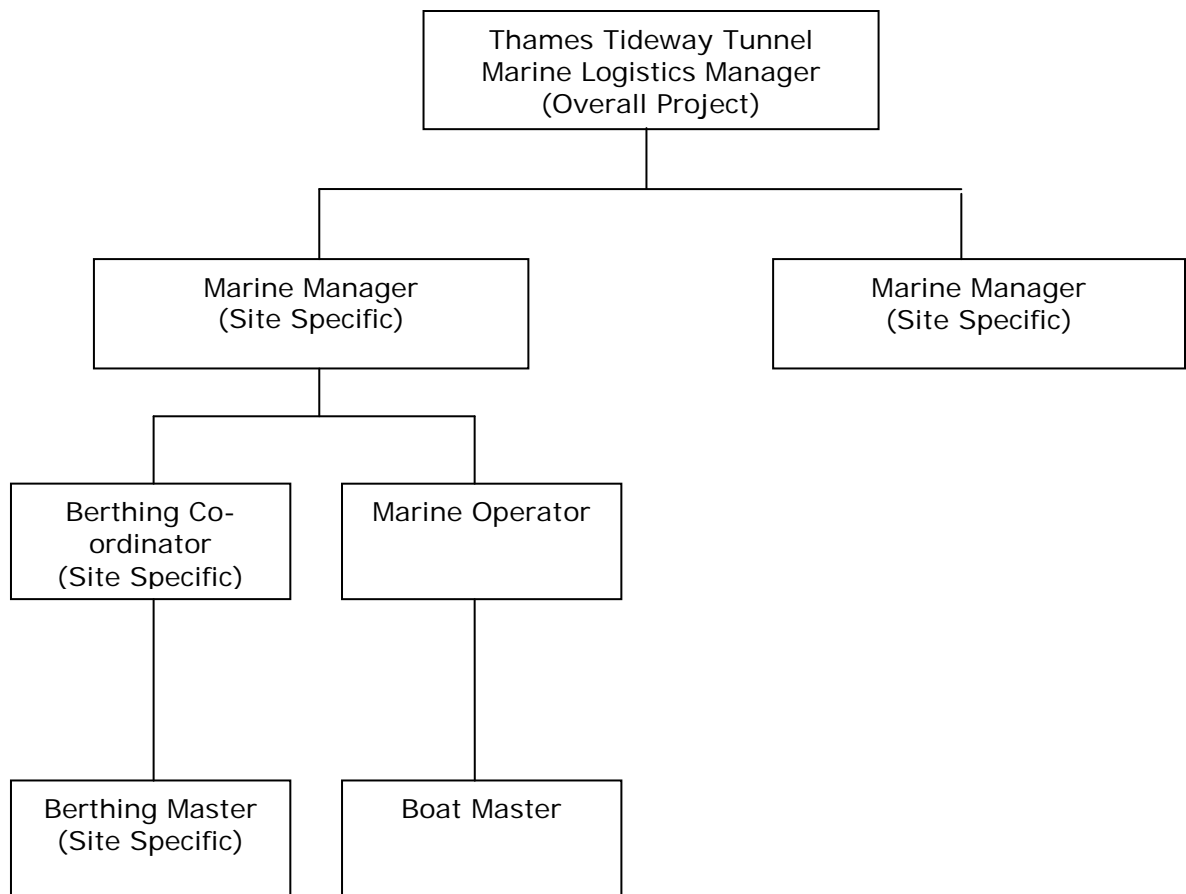 Thames Tideway Tunnel
Marine Logistics Manager
(Overall Project)
Marine Manager
(Site Specific)
Marine Manager
(Site Specific)
Berthing Co-
ordinator
(Site Specific)
Marine Operator
Berthing Master
(Site Specific)
Boat Master